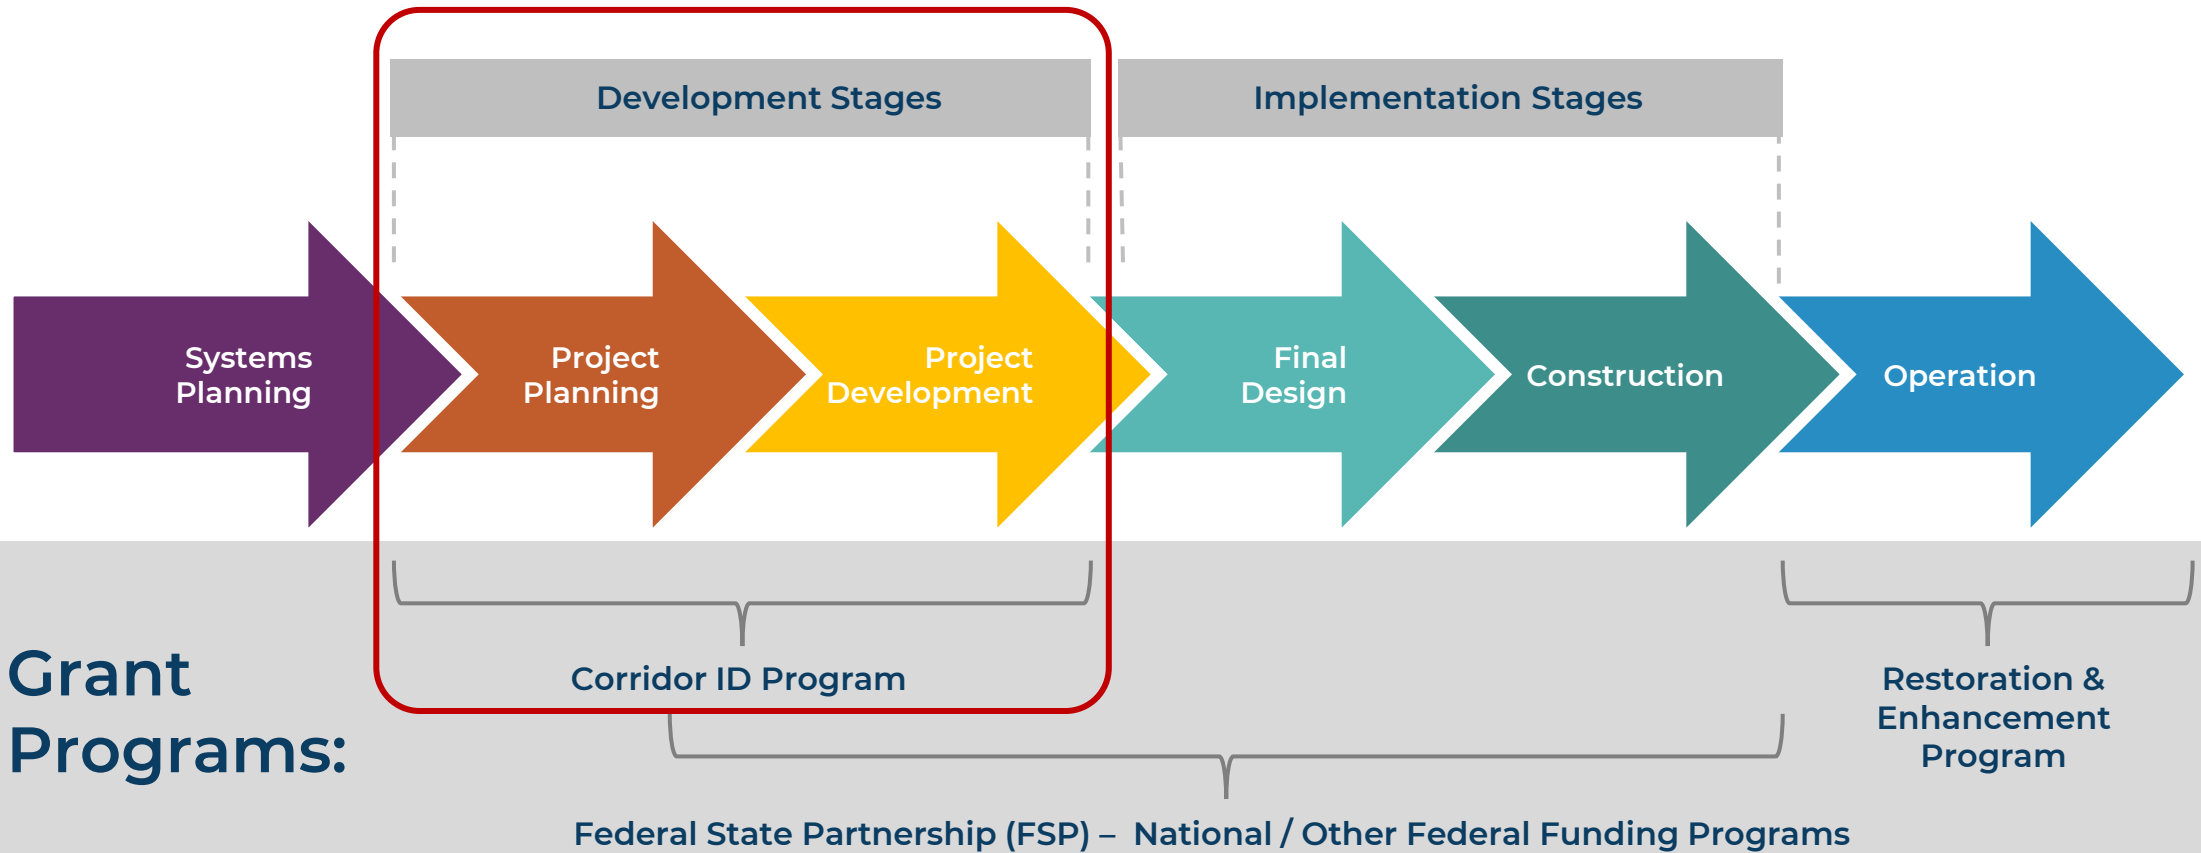 Development Stages
Implementation Stages
Systems
Planning
Project
Planning
Project
Development
Final
Design
Construction
Operation
Grant
Programs:
Corridor ID Program
Restoration &
Enhancement
Program
Federal State Partnership (FSP) – National / Other Federal Funding Programs